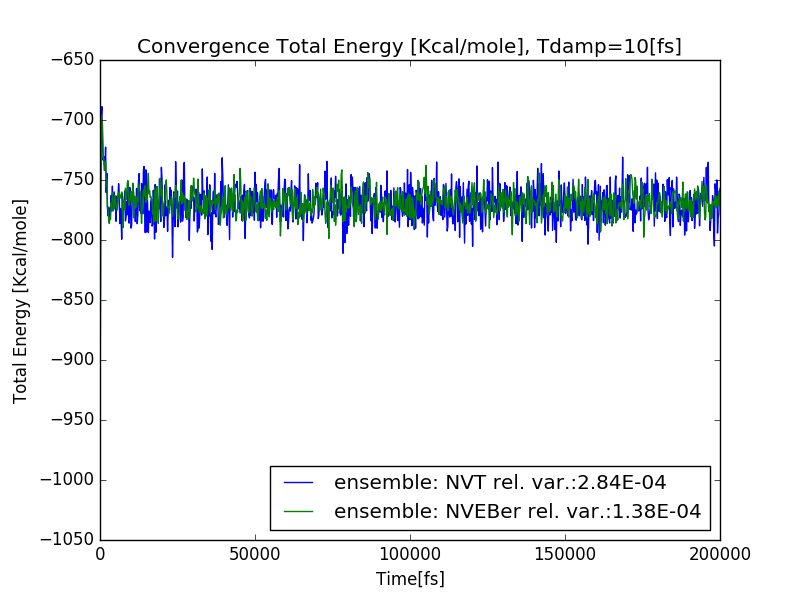 Convergence Total Energy [Kcal/mole], Tdamp=10[fs]
−650
−700
−750
−800
−850
−900
−950
−1000
−1050
Total Energy [Kcal/mole]
ensemble: NVT rel. var.:2.84E-04
ensemble: NVEBer rel. var.:1.38E-04
0 50000 100000 150000 200000
Time[fs]